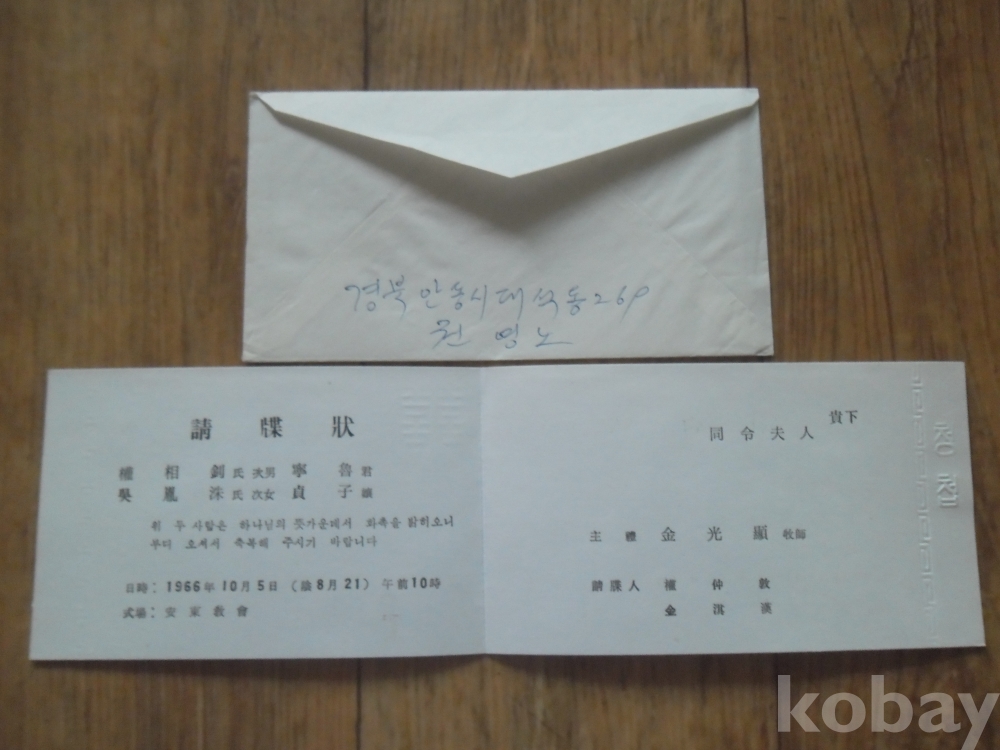 경북 안동시 대석동 269
권 영 노
請 牒 狀
權 相 釗 氏 次男 寧 魯 君
吳 鳳 洙 氏 次女 貞 子 孃
위 두 사람은 하나님의 뜻가운데서 화촉을 밝히오니
부디 오셔서 축복해 주시기 바랍니다
日時: 1966年 10月 5日 (陰8月 21) 午前10時
式場: 安 東 敎 會
貴下
同 令 夫 人
主 禮 金 光 顯 牧師
請牒人 權 仲 敦
金 漢
청 첩
kobay